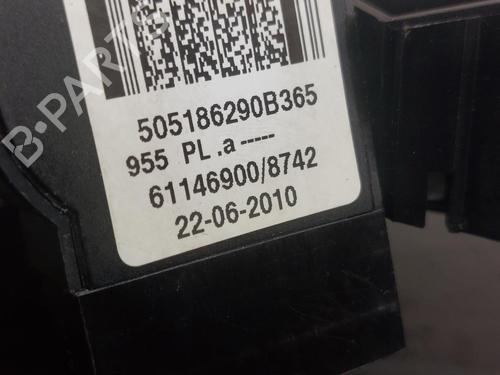 B-PARTS
505186290B365
955 PL .a -----
61146900/8742
22-06-2010